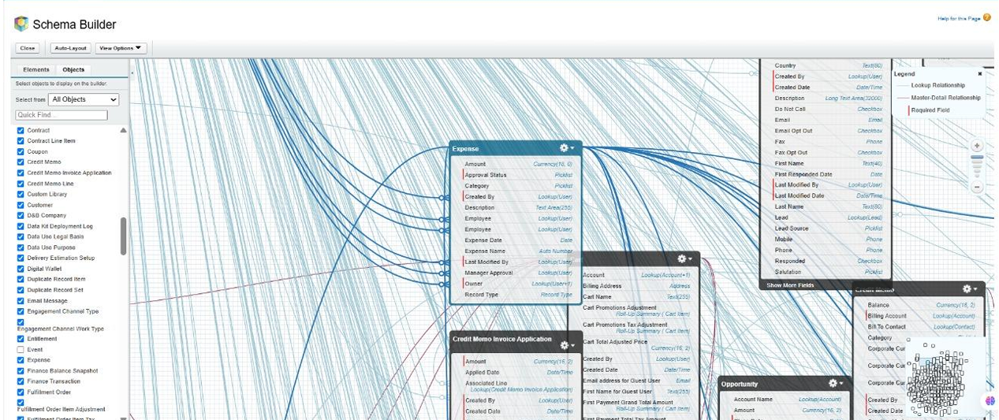 Schema Builder
Help for this Page
Close
Auto-Layout
View Options
Elements
Objects
Select objects to display on the builder.
Select from All Objects
Quick Find...
Contract
Contract Line Item
Coupon
Credit Memo
Credit Memo Invoice Application
Credit Memo Line
Custom Library
Customer
D&B Company
Data Kit Deployment Log
Data Use Legal Basis
Data Use Purpose
Delivery Estimation Setup
Digital Wallet
Duplicate Record Item
Duplicate Record Set
Email Message
Engagement Channel Type
Engagement Channel Work Type
Entitlement
Event
Expense
Finance Balance Snapshot
Finance Transaction
Fulfillment Order
Fulfillment Order Item Adjustment
Fulfillment Order Item Tax
Expense
Amount Currency(16, 0)
Approval Status Picklist
Category Picklist
Created By Lookup(User)
Description Text Area(255)
Employee Lookup(User)
Employee Lookup(User)
Expense Date Date
Expense Name Auto Number
Last Modified By Lookup(User)
Manager Approval Lookup(User)
Owner Lookup(User+1)
Record Type Record Type
Credit Memo Invoice Application
Amount Currency(16, 2)
Applied Date Date/Time
Associated Line
Lookup(Credit Memo Invoice Application)
Created By Lookup(User)
Created Date Date/Time
Account Lookup(Account+1)
Billing Address Address
Cart Name Text(255)
Cart Promotions Adjustment
Roll-Up Summary ( Cart Item)
Cart Promotions Tax Adjustment
Roll-Up Summary ( Cart Item)
Cart Total Adjusted Price
Currency(16, 2)
Created By Lookup(User)
Created Date Date/Time
Email address for Guest User Email
First Name for Guest User Text(255)
First Payment Grand Total Amount
Roll-Up Summary ( Cart Item)
First Payment Total Tax Amount
Country Text(80)
Created By Lookup(User)
Created Date Date/Time
Description Long Text Area(32000)
Do Not Call Checkbox
Email Email
Email Opt Out Checkbox
Fax Phone
Fax Opt Out Checkbox
First Name Text(40)
First Responded Date Date
Last Modified By Lookup(User)
Last Modified Date Date/Time
Last Name Text(80)
Lead Lookup(Lead)
Lead Source Picklist
Mobile Phone
Phone Phone
Responded Checkbox
Salutation Picklist
Show More Fields
Legend
Lookup Relationship
Master-Detail Relationship
Required Field
Credit Memo
Balance Currency(16, 2)
Billing Account Lookup(Account)
Bill To Contact Lookup(Contact)
Category Picklist
Corporate Cur
Corporate Cur
Corporate Cur
Created By
Created Date
Opportunity
Account Name Lookup(Account)
Amount Currency(16, 2)